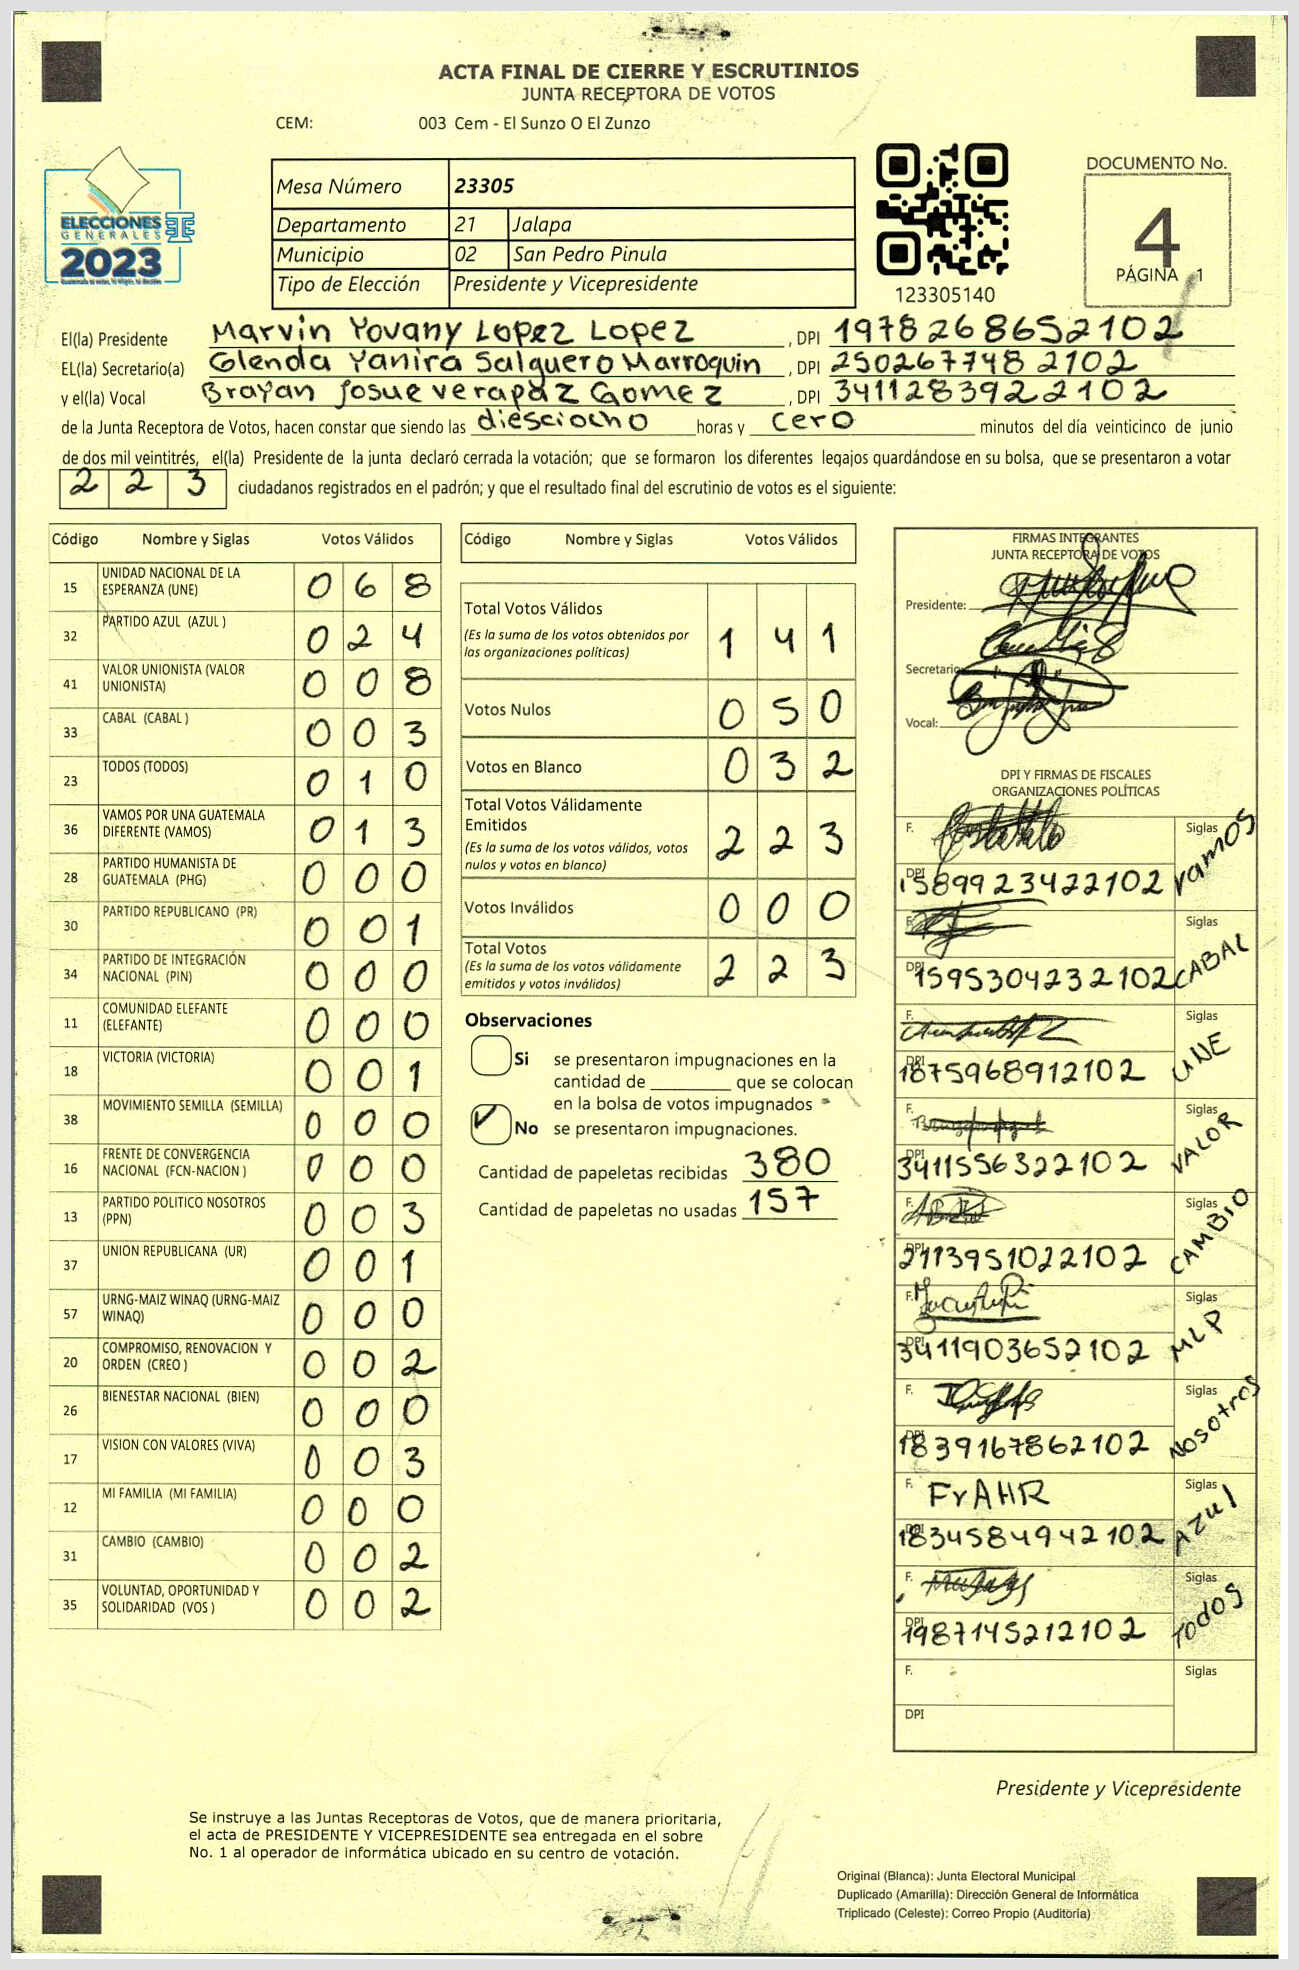 ACTA FINAL DE CIERRE Y ESCRUTINIOS
JUNTA RECEPTORA DE VOTOS
CEM: 003 Cem - El Sunzo O El Zunzo
ELECCIONES
GENERALES
2023
Mesa Número 23305
Departamento 21 Jalapa
Municipio 02 San Pedro Pinula
Tipo de Elección Presidente y Vicepresidente
123305140
DOCUMENTO No.
4
PÁGINA 1
El(la) Presidente Marvin Yovany Lopez Lopez , DPI 1978268652102
EL(la) Secretario(a) Glenda Yanira Salguero Marroquin , DPI 2502677482102
y el(la) Vocal Brayan Josue verapaz Gomez , DPI 3411283922102
de la Junta Receptora de Votos, hacen constar que siendo las diesciocho horas y cero minutos del día veinticinco de junio
de dos mil veintitrés, el(la) Presidente de la junta declaró cerrada la votación; que se formaron los diferentes legajos guardándose en su bolsa, que se presentaron a votar
2 2 3 ciudadanos registrados en el padrón; y que el resultado final del escrutinio de votos es el siguiente:
Código Nombre y Siglas Votos Válidos
15 UNIDAD NACIONAL DE LA ESPERANZA (UNE) 0 6 8
32 PARTIDO AZUL (AZUL ) 0 2 4
41 VALOR UNIONISTA (VALOR UNIONISTA) 0 0 8
33 CABAL (CABAL ) 0 0 3
23 TODOS (TODOS) 0 1 0
36 VAMOS POR UNA GUATEMALA DIFERENTE (VAMOS) 0 1 3
28 PARTIDO HUMANISTA DE GUATEMALA (PHG) 0 0 0
30 PARTIDO REPUBLICANO (PR) 0 0 1
34 PARTIDO DE INTEGRACIÓN NACIONAL (PIN) 0 0 0
11 COMUNIDAD ELEFANTE (ELEFANTE) 0 0 0
18 VICTORIA (VICTORIA) 0 0 1
38 MOVIMIENTO SEMILLA (SEMILLA) 0 0 0
16 FRENTE DE CONVERGENCIA NACIONAL (FCN-NACION ) 0 0 0
13 PARTIDO POLITICO NOSOTROS (PPN) 0 0 3
37 UNION REPUBLICANA (UR) 0 0 1
57 URNG-MAIZ WINAQ (URNG-MAIZ WINAQ) 0 0 0
20 COMPROMISO, RENOVACION Y ORDEN (CREO ) 0 0 2
26 BIENESTAR NACIONAL (BIEN) 0 0 0
17 VISION CON VALORES (VIVA) 0 0 3
12 MI FAMILIA (MI FAMILIA) 0 0 0
31 CAMBIO (CAMBIO) 0 0 2
35 VOLUNTAD, OPORTUNIDAD Y SOLIDARIDAD (VOS ) 0 0 2
Código Nombre y Siglas Votos Válidos
Total Votos Válidos
(Es la suma de los votos obtenidos por las organizaciones políticas) 1 4 1
Votos Nulos 0 5 0
Votos en Blanco 0 3 2
Total Votos Válidamente Emitidos
(Es la suma de los votos válidos, votos nulos y votos en blanco) 2 2 3
Votos Inválidos 0 0 0
Total Votos
(Es la suma de los votos válidamente emitidos y votos inválidos) 2 2 3
Observaciones
Si se presentaron impugnaciones en la
cantidad de ________ que se colocan
en la bolsa de votos impugnados
No se presentaron impugnaciones.
Cantidad de papeletas recibidas 380
Cantidad de papeletas no usadas 157
FIRMAS INTEGRANTES
JUNTA RECEPTORA DE VOTOS
Presidente:
Secretario:
Vocal:
DPI Y FIRMAS DE FISCALES
ORGANIZACIONES POLÍTICAS
F. Siglas vamos
DPI 1589923422102
F. Siglas CABAL
DPI 1595304232102
F. Siglas UNE
DPI 1875968912102
F. Siglas VALOR
DPI 3411556322102
F. Siglas CAMBIO
DPI 2113951022102
F. Siglas MLP
DPI 3411903652102
F. Siglas Nosotros
DPI 1839167862102
F. FrAHR Siglas Azul
DPI 1834584942102
F. Siglas Todos
DPI 1987145212102
F. Siglas
DPI
Presidente y Vicepresidente
Se instruye a las Juntas Receptoras de Votos, que de manera prioritaria,
el acta de PRESIDENTE Y VICEPRESIDENTE sea entregada en el sobre
No. 1 al operador de informática ubicado en su centro de votación.
Original (Blanca): Junta Electoral Municipal
Duplicado (Amarilla): Dirección General de Informática
Triplicado (Celeste): Correo Propio (Auditoría)